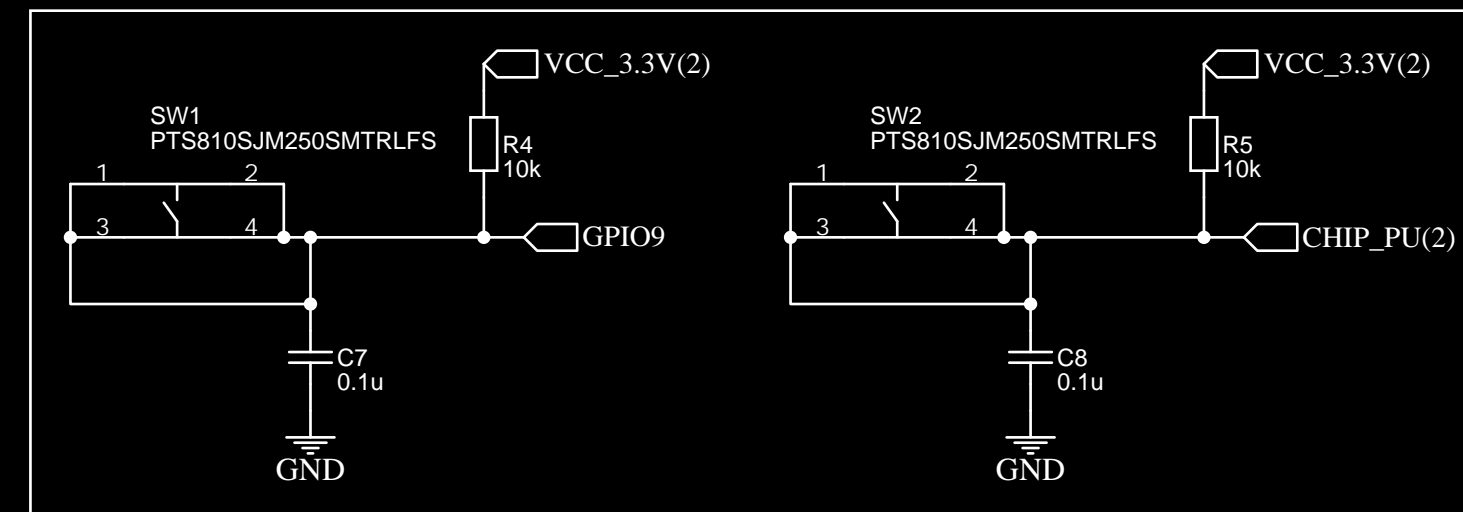 VCC_3.3V(2)
SW1
PTS810SJM250SMTRLFS
R4
10k
1
2
3
4
GPIO9
C7
0.1u
GND
VCC_3.3V(2)
SW2
PTS810SJM250SMTRLFS
R5
10k
1
2
3
4
CHIP_PU(2)
C8
0.1u
GND